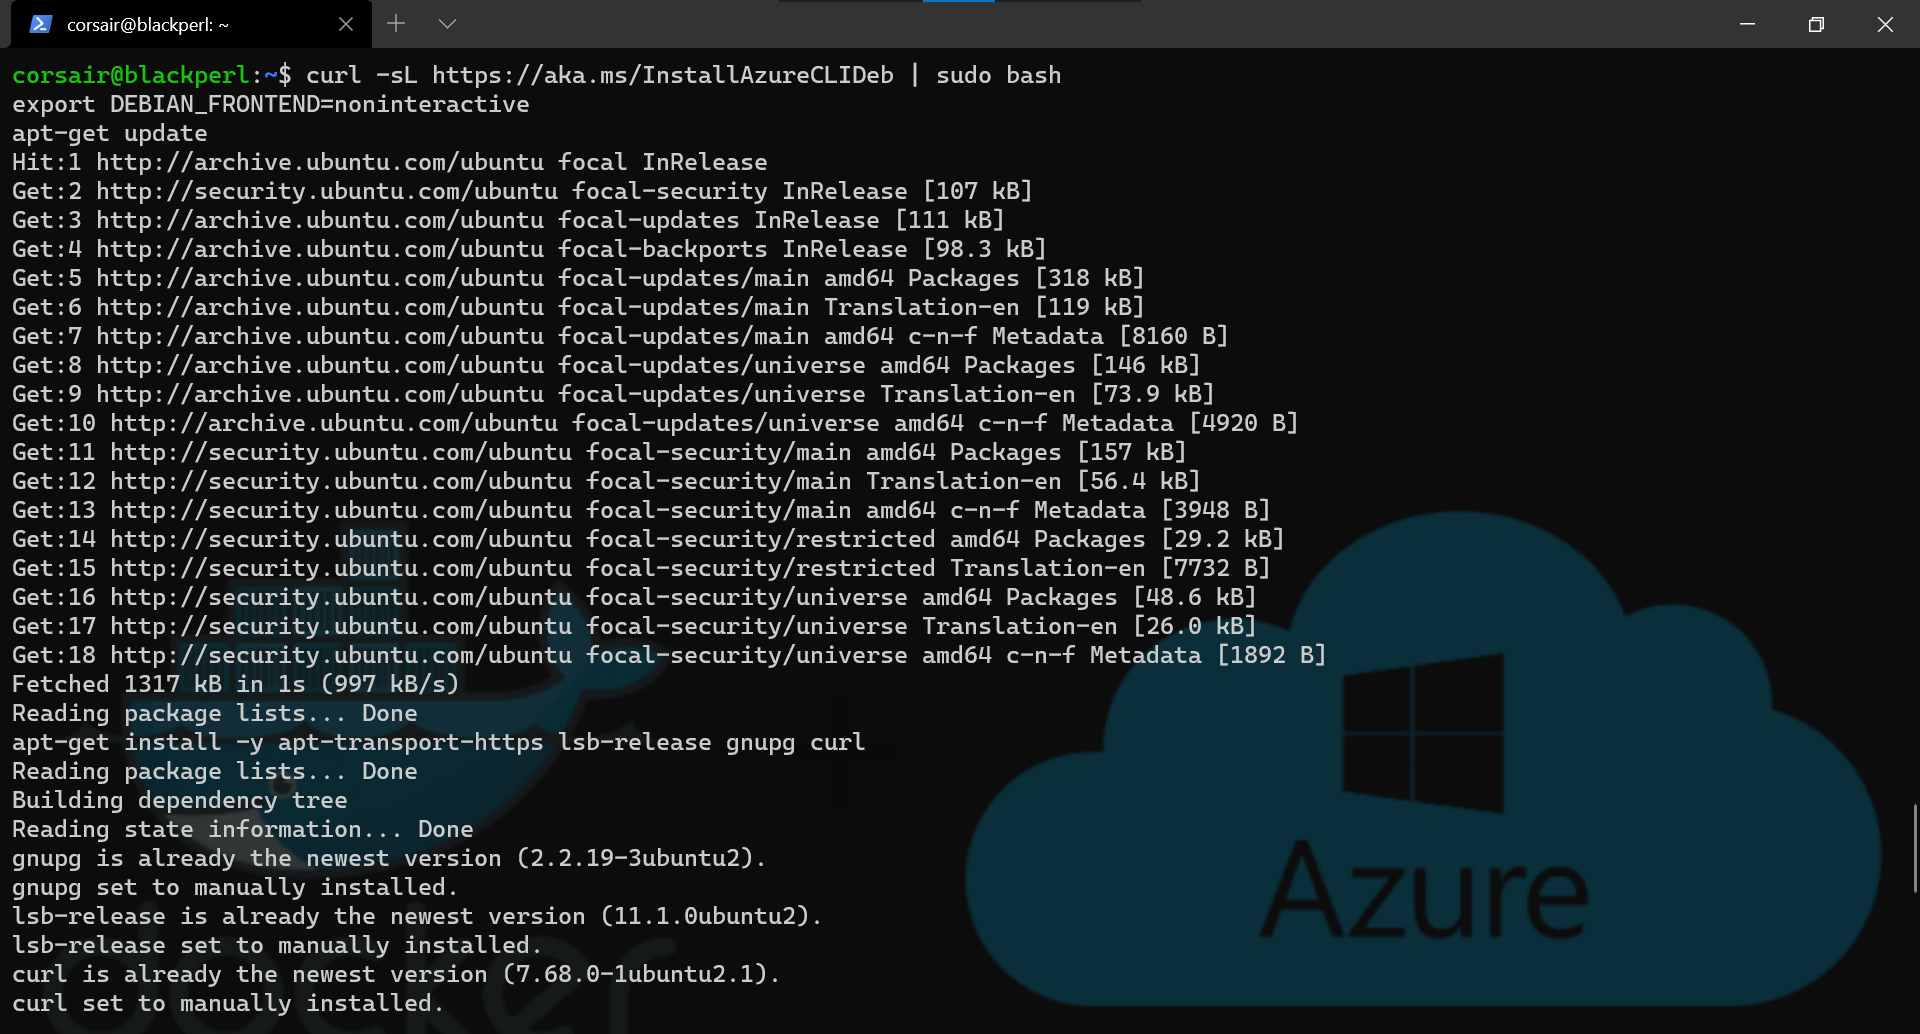 corsair@blackperl: ~
corsair@blackperl:~$ curl -sL https://aka.ms/InstallAzureCLIDeb | sudo bash
export DEBIAN_FRONTEND=noninteractive
apt-get update
Hit:1 http://archive.ubuntu.com/ubuntu focal InRelease
Get:2 http://security.ubuntu.com/ubuntu focal-security InRelease [107 kB]
Get:3 http://archive.ubuntu.com/ubuntu focal-updates InRelease [111 kB]
Get:4 http://archive.ubuntu.com/ubuntu focal-backports InRelease [98.3 kB]
Get:5 http://archive.ubuntu.com/ubuntu focal-updates/main amd64 Packages [318 kB]
Get:6 http://archive.ubuntu.com/ubuntu focal-updates/main Translation-en [119 kB]
Get:7 http://archive.ubuntu.com/ubuntu focal-updates/main amd64 c-n-f Metadata [8160 B]
Get:8 http://archive.ubuntu.com/ubuntu focal-updates/universe amd64 Packages [146 kB]
Get:9 http://archive.ubuntu.com/ubuntu focal-updates/universe Translation-en [73.9 kB]
Get:10 http://archive.ubuntu.com/ubuntu focal-updates/universe amd64 c-n-f Metadata [4920 B]
Get:11 http://security.ubuntu.com/ubuntu focal-security/main amd64 Packages [157 kB]
Get:12 http://security.ubuntu.com/ubuntu focal-security/main Translation-en [56.4 kB]
Get:13 http://security.ubuntu.com/ubuntu focal-security/main amd64 c-n-f Metadata [3948 B]
Get:14 http://security.ubuntu.com/ubuntu focal-security/restricted amd64 Packages [29.2 kB]
Get:15 http://security.ubuntu.com/ubuntu focal-security/restricted Translation-en [7732 B]
Get:16 http://security.ubuntu.com/ubuntu focal-security/universe amd64 Packages [48.6 kB]
Get:17 http://security.ubuntu.com/ubuntu focal-security/universe Translation-en [26.0 kB]
Get:18 http://security.ubuntu.com/ubuntu focal-security/universe amd64 c-n-f Metadata [1892 B]
Fetched 1317 kB in 1s (997 kB/s)
Reading package lists... Done
apt-get install -y apt-transport-https lsb-release gnupg curl
Reading package lists... Done
Building dependency tree
Reading state information... Done
gnupg is already the newest version (2.2.19-3ubuntu2).
gnupg set to manually installed.
lsb-release is already the newest version (11.1.0ubuntu2).
lsb-release set to manually installed.
curl is already the newest version (7.68.0-1ubuntu2.1).
curl set to manually installed.
docker
Azure